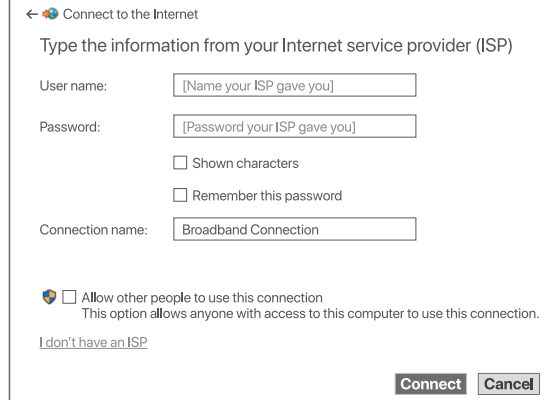 Connect to the Internet
Type the information from your Internet service provider (ISP)
User name: [Name your ISP gave you]
Password: [Password your ISP gave you]
Shown characters
Remember this password
Connection name: Broadband Connection
Allow other people to use this connection
This option allows anyone with access to this computer to use this connection.
I don't have an ISP
Connect Cancel